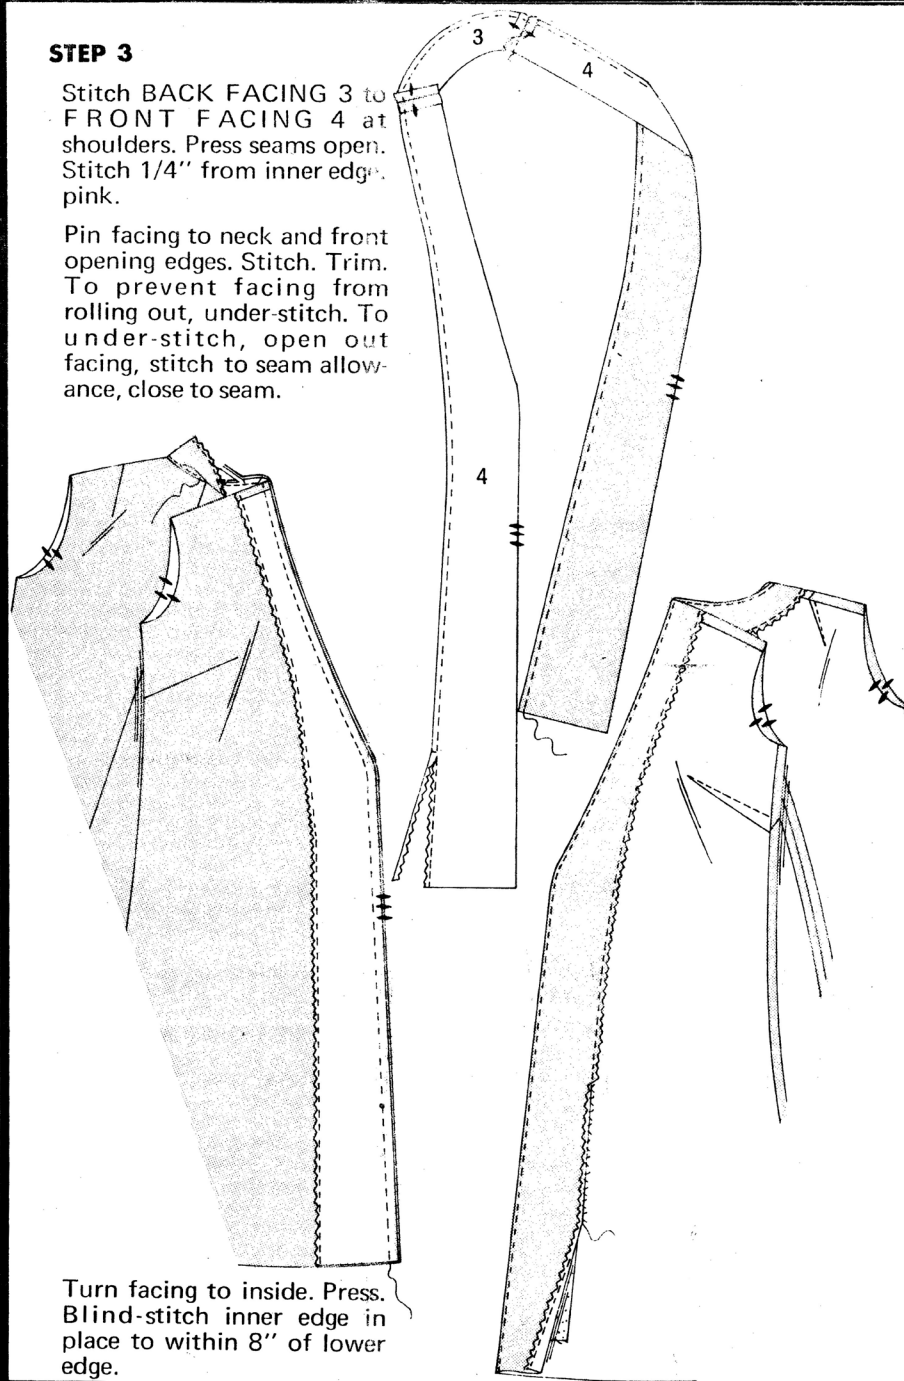 STEP 3
Stitch BACK FACING 3 to
FRONT FACING 4 at
shoulders. Press seams open.
Stitch 1/4" from inner edge.
pink.
Pin facing to neck and front
opening edges. Stitch. Trim.
To prevent facing from
rolling out, under-stitch. To
under-stitch, open out
facing, stitch to seam allow-
ance, close to seam.
3
4
4
Turn facing to inside. Press.
Blind-stitch inner edge in
place to within 8" of lower
edge.